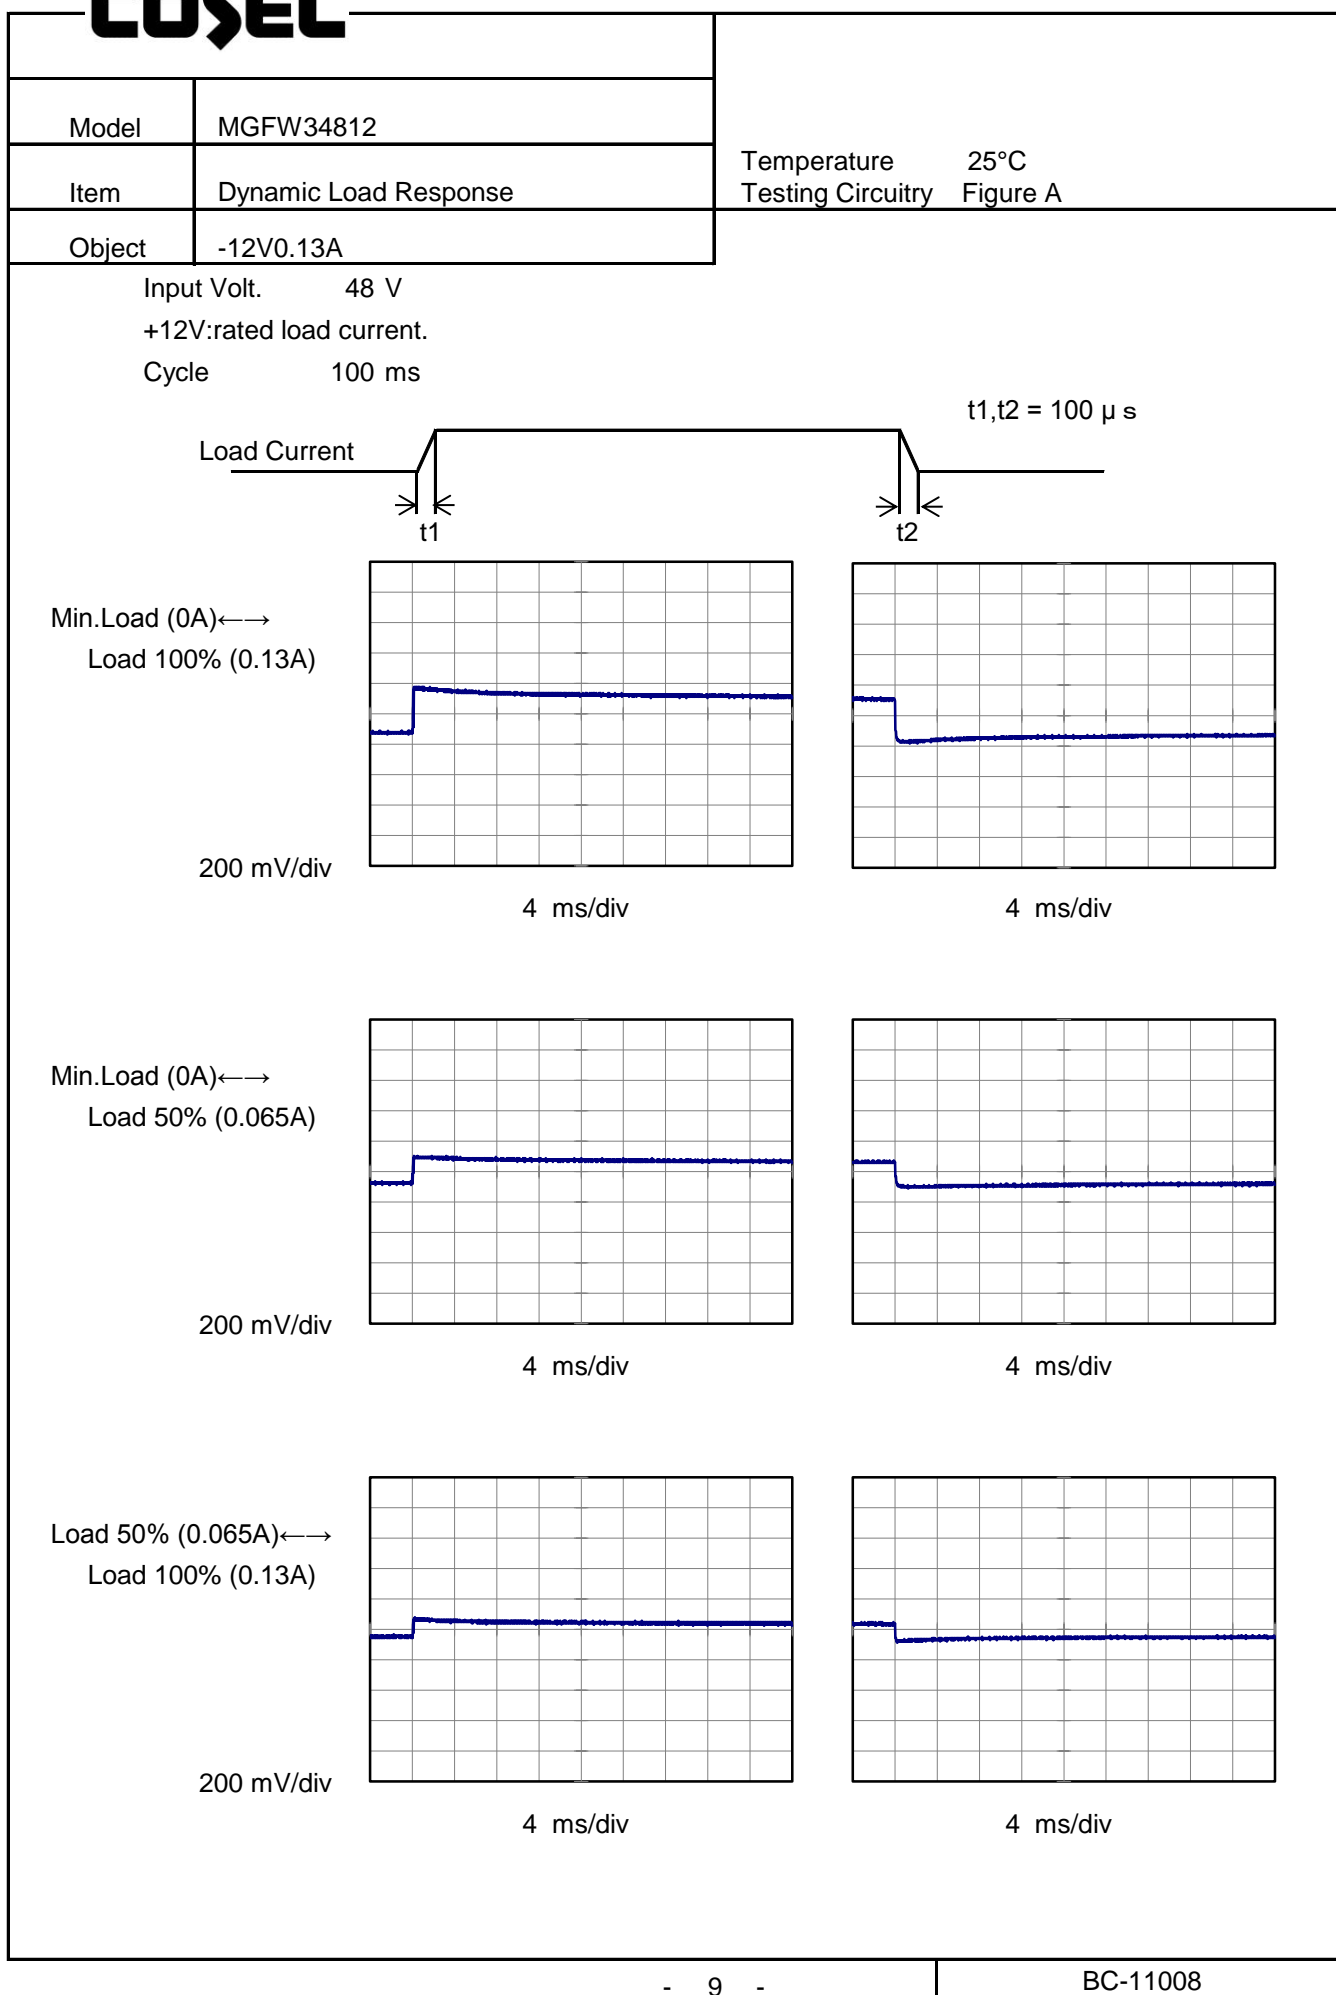 COSEL
Model MGFW34812
Temperature 25°C
Item Dynamic Load Response
Testing Circuitry Figure A
Object -12V0.13A
Input Volt. 48 V
+12V:rated load current.
Cycle 100 ms
t1,t2 = 100 μ s
Load Current
t1 t2
Min.Load (0A)←→
Load 100% (0.13A)
200 mV/div
4 ms/div 4 ms/div
Min.Load (0A)←→
Load 50% (0.065A)
200 mV/div
4 ms/div 4 ms/div
Load 50% (0.065A)←→
Load 100% (0.13A)
200 mV/div
4 ms/div 4 ms/div
- 9 - BC-11008